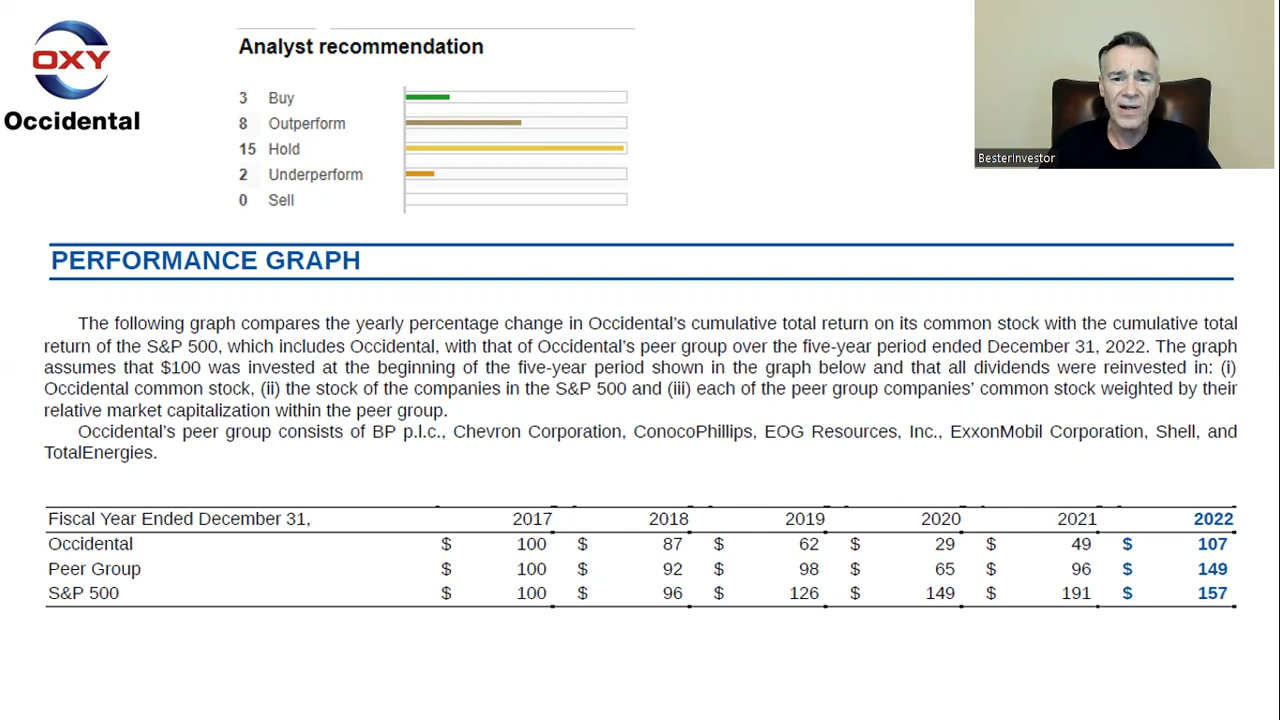 OXY
Occidental
Analyst recommendation
3 Buy
8 Outperform
15 Hold
2 Underperform
0 Sell
BesterInvestor
PERFORMANCE GRAPH
The following graph compares the yearly percentage change in Occidental's cumulative total return on its common stock with the cumulative total
return of the S&P 500, which includes Occidental, with that of Occidental's peer group over the five-year period ended December 31, 2022. The graph
assumes that $100 was invested at the beginning of the five-year period shown in the graph below and that all dividends were reinvested in: (i)
Occidental common stock, (ii) the stock of the companies in the S&P 500 and (iii) each of the peer group companies' common stock weighted by their
relative market capitalization within the peer group.
Occidental's peer group consists of BP p.l.c., Chevron Corporation, ConocoPhillips, EOG Resources, Inc., ExxonMobil Corporation, Shell, and
TotalEnergies.
Fiscal Year Ended December 31, 2017 2018 2019 2020 2021 2022
Occidental $ 100 $ 87 $ 62 $ 29 $ 49 $ 107
Peer Group $ 100 $ 92 $ 98 $ 65 $ 96 $ 149
S&P 500 $ 100 $ 96 $ 126 $ 149 $ 191 $ 157